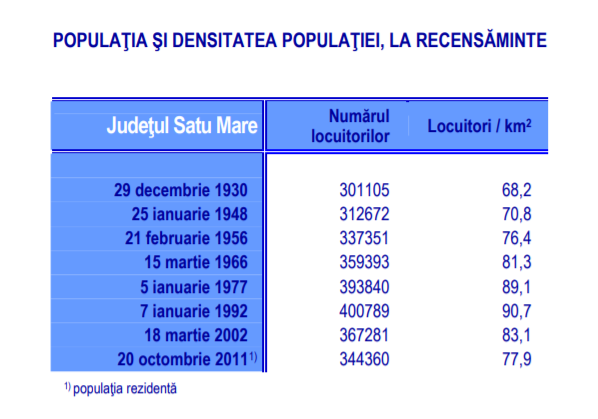 POPULAŢIA ŞI DENSITATEA POPULAŢIEI, LA RECENSĂMINTE
Judeţul Satu Mare
Numărul
locuitorilor
Locuitori / km²
29 decembrie 1930 301105 68,2
25 ianuarie 1948 312672 70,8
21 februarie 1956 337351 76,4
15 martie 1966 359393 81,3
5 ianuarie 1977 393840 89,1
7 ianuarie 1992 400789 90,7
18 martie 2002 367281 83,1
20 octombrie 2011¹⁾ 344360 77,9
¹⁾ populaţia rezidentă